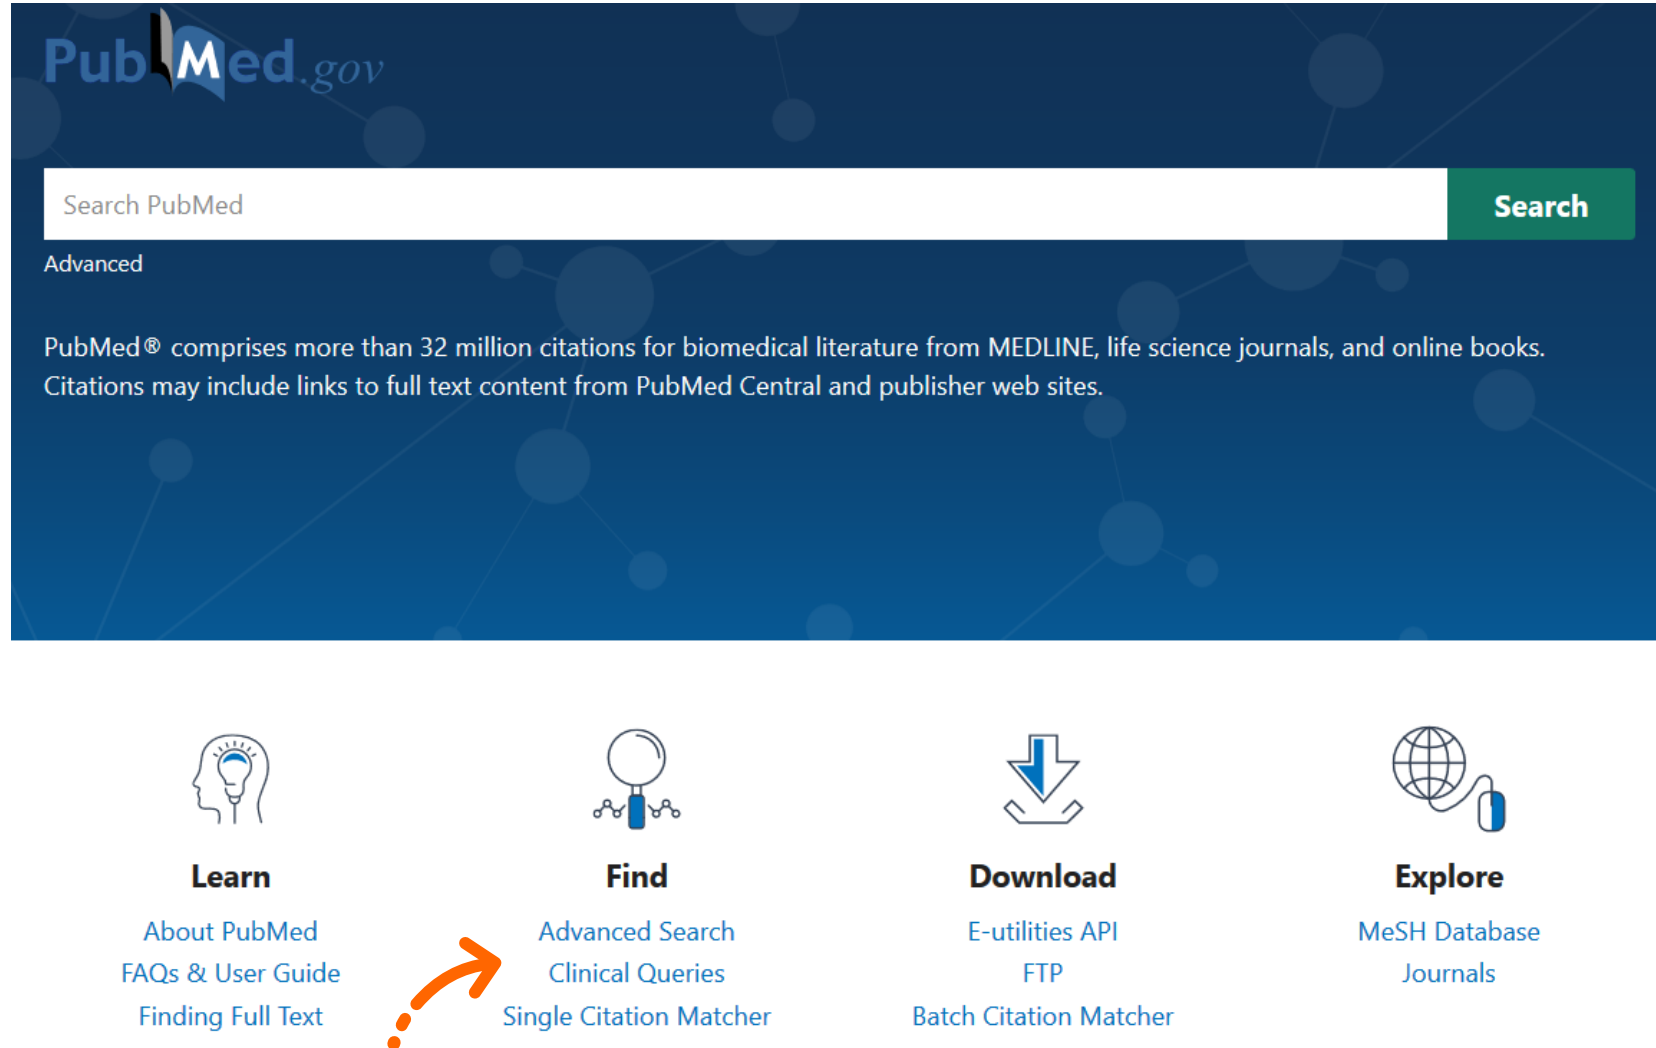 PubMed.gov
Search PubMed
Search
Advanced
PubMed® comprises more than 32 million citations for biomedical literature from MEDLINE, life science journals, and online books.
Citations may include links to full text content from PubMed Central and publisher web sites.
Learn
About PubMed
FAQs & User Guide
Finding Full Text
Find
Advanced Search
Clinical Queries
Single Citation Matcher
Download
E-utilities API
FTP
Batch Citation Matcher
Explore
MeSH Database
Journals